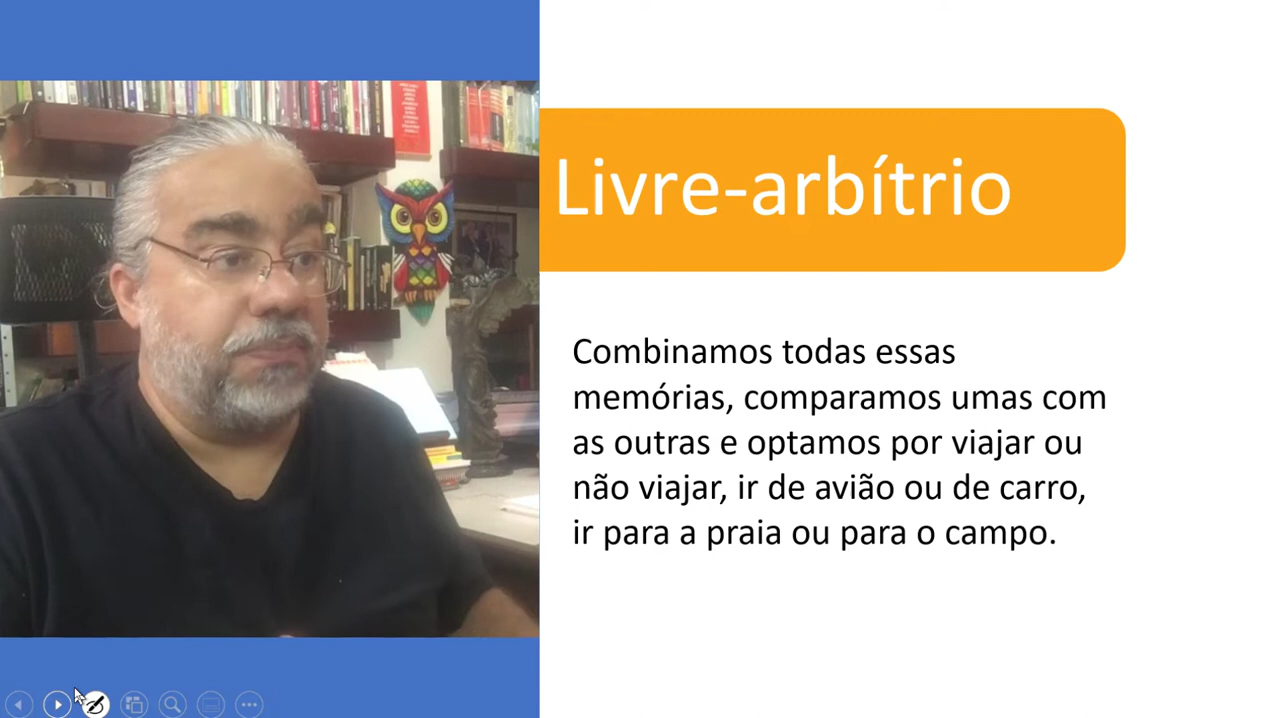 Livre-arbítrio
Combinamos todas essas
memórias, comparamos umas com
as outras e optamos por viajar ou
não viajar, ir de avião ou de carro,
ir para a praia ou para o campo.